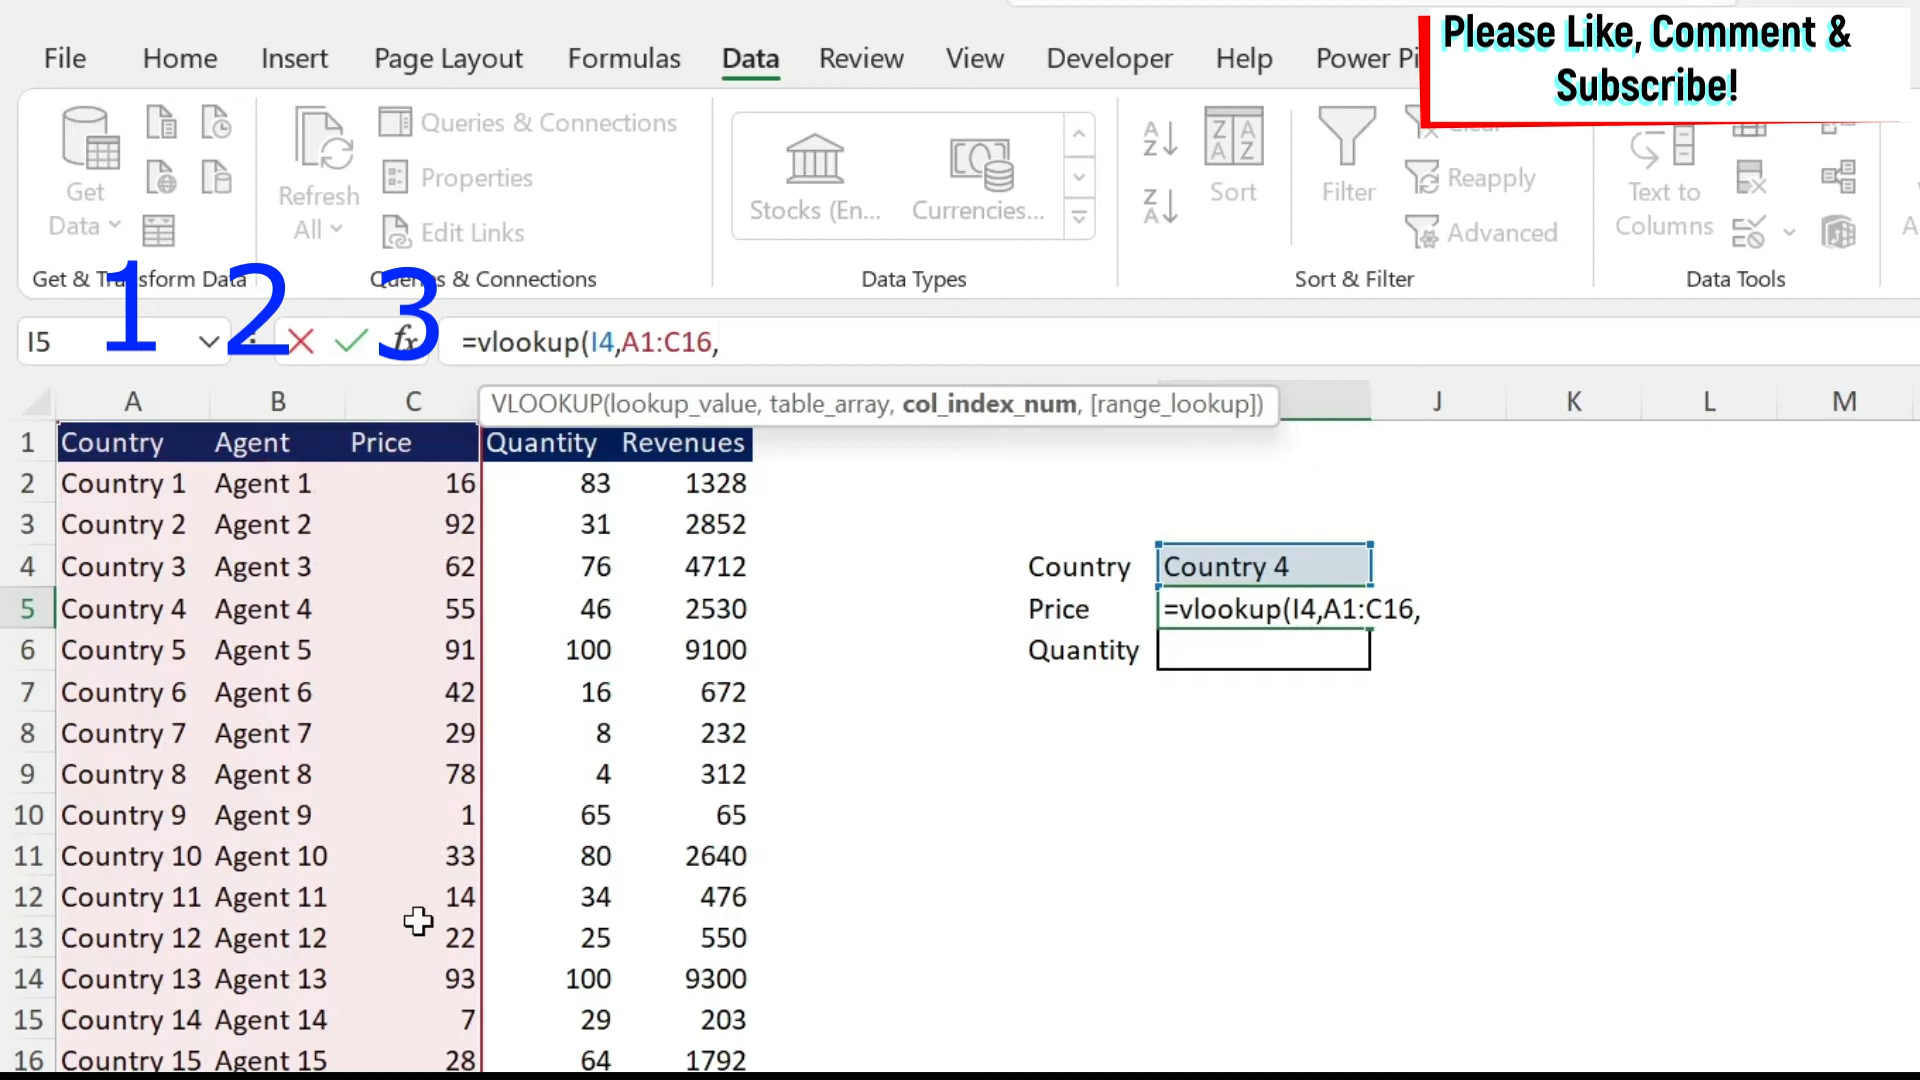 Please Like, Comment &
Subscribe!
File Home Insert Page Layout Formulas Data Review View Developer Help
Get
Data
Refresh
All
Queries & Connections
Properties
Edit Links
Stocks (En...
Currencies...
Sort
Filter
Reapply
Advanced
Text to
Columns
Get & Transform Data
Queries & Connections
Data Types
Sort & Filter
Data Tools
1 2 3
I5 fx =vlookup(I4,A1:C16,
VLOOKUP(lookup_value, table_array, col_index_num, [range_lookup])
A B C J K L M
1 Country Agent Price Quantity Revenues
2 Country 1 Agent 1 16 83 1328
3 Country 2 Agent 2 92 31 2852
4 Country 3 Agent 3 62 76 4712 Country Country 4
5 Country 4 Agent 4 55 46 2530 Price =vlookup(I4,A1:C16,
6 Country 5 Agent 5 91 100 9100 Quantity
7 Country 6 Agent 6 42 16 672
8 Country 7 Agent 7 29 8 232
9 Country 8 Agent 8 78 4 312
10 Country 9 Agent 9 1 65 65
11 Country 10 Agent 10 33 80 2640
12 Country 11 Agent 11 14 34 476
13 Country 12 Agent 12 22 25 550
14 Country 13 Agent 13 93 100 9300
15 Country 14 Agent 14 7 29 203
16 Country 15 Agent 15 28 64 1792